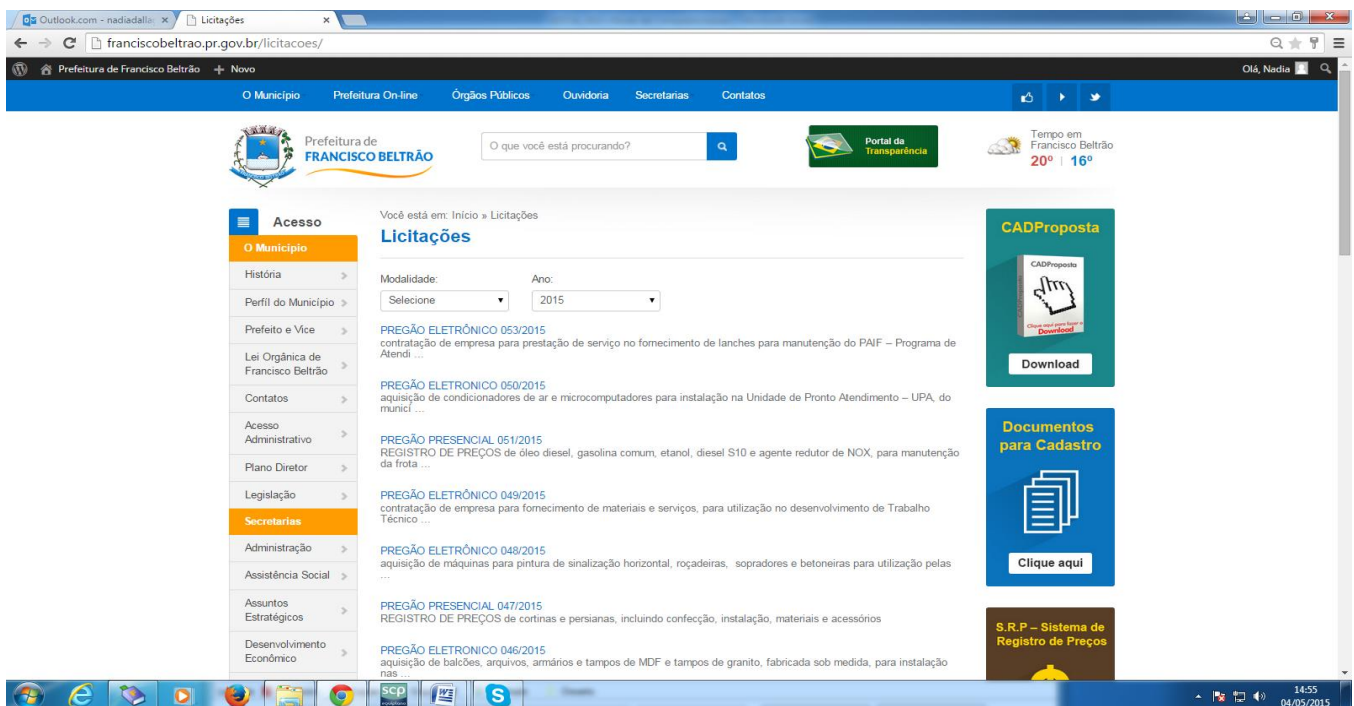 Outlook.com - nadiadalla
Licitações
franciscobeltrao.pr.gov.br/licitacoes/
Prefeitura de Francisco Beltrão + Novo
Olá, Nadia
O Município Prefeitura On-line Órgãos Públicos Ouvidoria Secretarias Contatos
Prefeitura de
FRANCISCO BELTRÃO
O que você está procurando?
Portal da
Transparência
Tempo em
Francisco Beltrão
20º | 16º
Acesso
O Município
História
Perfíl do Município
Prefeito e Vice
Lei Orgânica de
Francisco Beltrão
Contatos
Acesso
Administrativo
Plano Diretor
Legislação
Secretarias
Administração
Assistência Social
Assuntos
Estratégicos
Desenvolvimento
Econômico
Você está em: Início » Licitações
Licitações
Modalidade: Ano:
Selecione 2015
PREGÃO ELETRÔNICO 053/2015
contratação de empresa para prestação de serviço no fornecimento de lanches para manutenção do PAIF – Programa de
Atendi ...
PREGÃO ELETRONICO 050/2015
aquisição de condicionadores de ar e microcomputadores para instalação na Unidade de Pronto Atendimento – UPA, do
municí ...
PREGÃO PRESENCIAL 051/2015
REGISTRO DE PREÇOS de óleo diesel, gasolina comum, etanol, diesel S10 e agente redutor de NOX, para manutenção
da frota ...
PREGÃO ELETRÔNICO 049/2015
contratação de empresa para fornecimento de materiais e serviços, para utilização no desenvolvimento de Trabalho
Técnico ...
PREGÃO ELETRÔNICO 048/2015
aquisição de máquinas para pintura de sinalização horizontal, roçadeiras, sopradores e betoneiras para utilização pelas
...
PREGÃO PRESENCIAL 047/2015
REGISTRO DE PREÇOS de cortinas e persianas, incluindo confecção, instalação, materiais e acessórios
PREGÃO ELETRONICO 046/2015
aquisição de balcões, arquivos, armários e tampos de MDF e tampos de granito, fabricada sob medida, para instalação
nas ...
CADProposta
CADProposta
Clique aqui para fazer o
Download
Download
Documentos
para Cadastro
Clique aqui
S.R.P – Sistema de
Registro de Preços
scp
14:55
04/05/2015